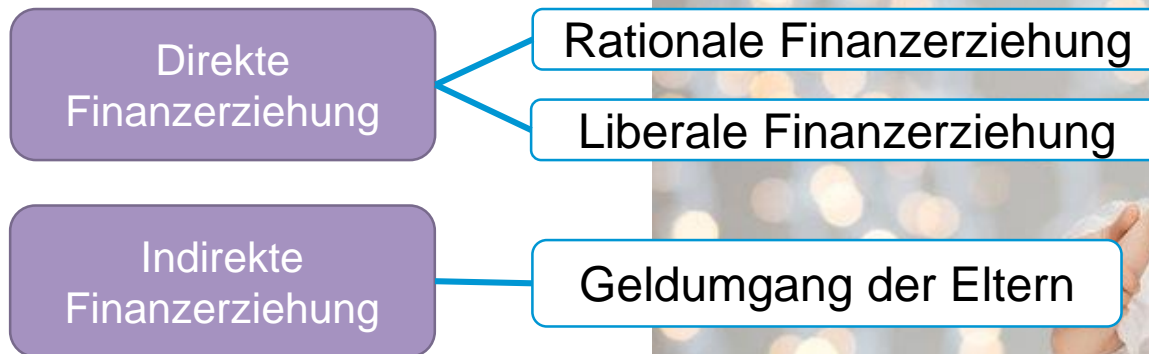 Direkte
Finanzerziehung
Rationale Finanzerziehung
Liberale Finanzerziehung
Indirekte
Finanzerziehung
Geldumgang der Eltern